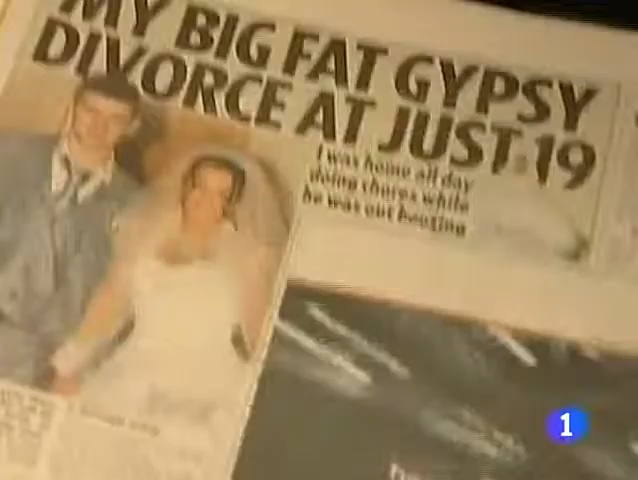 MY BIG FAT GYPSY
DIVORCE AT JUST 19
I was home all day
doing chores while
he was out boozing
1